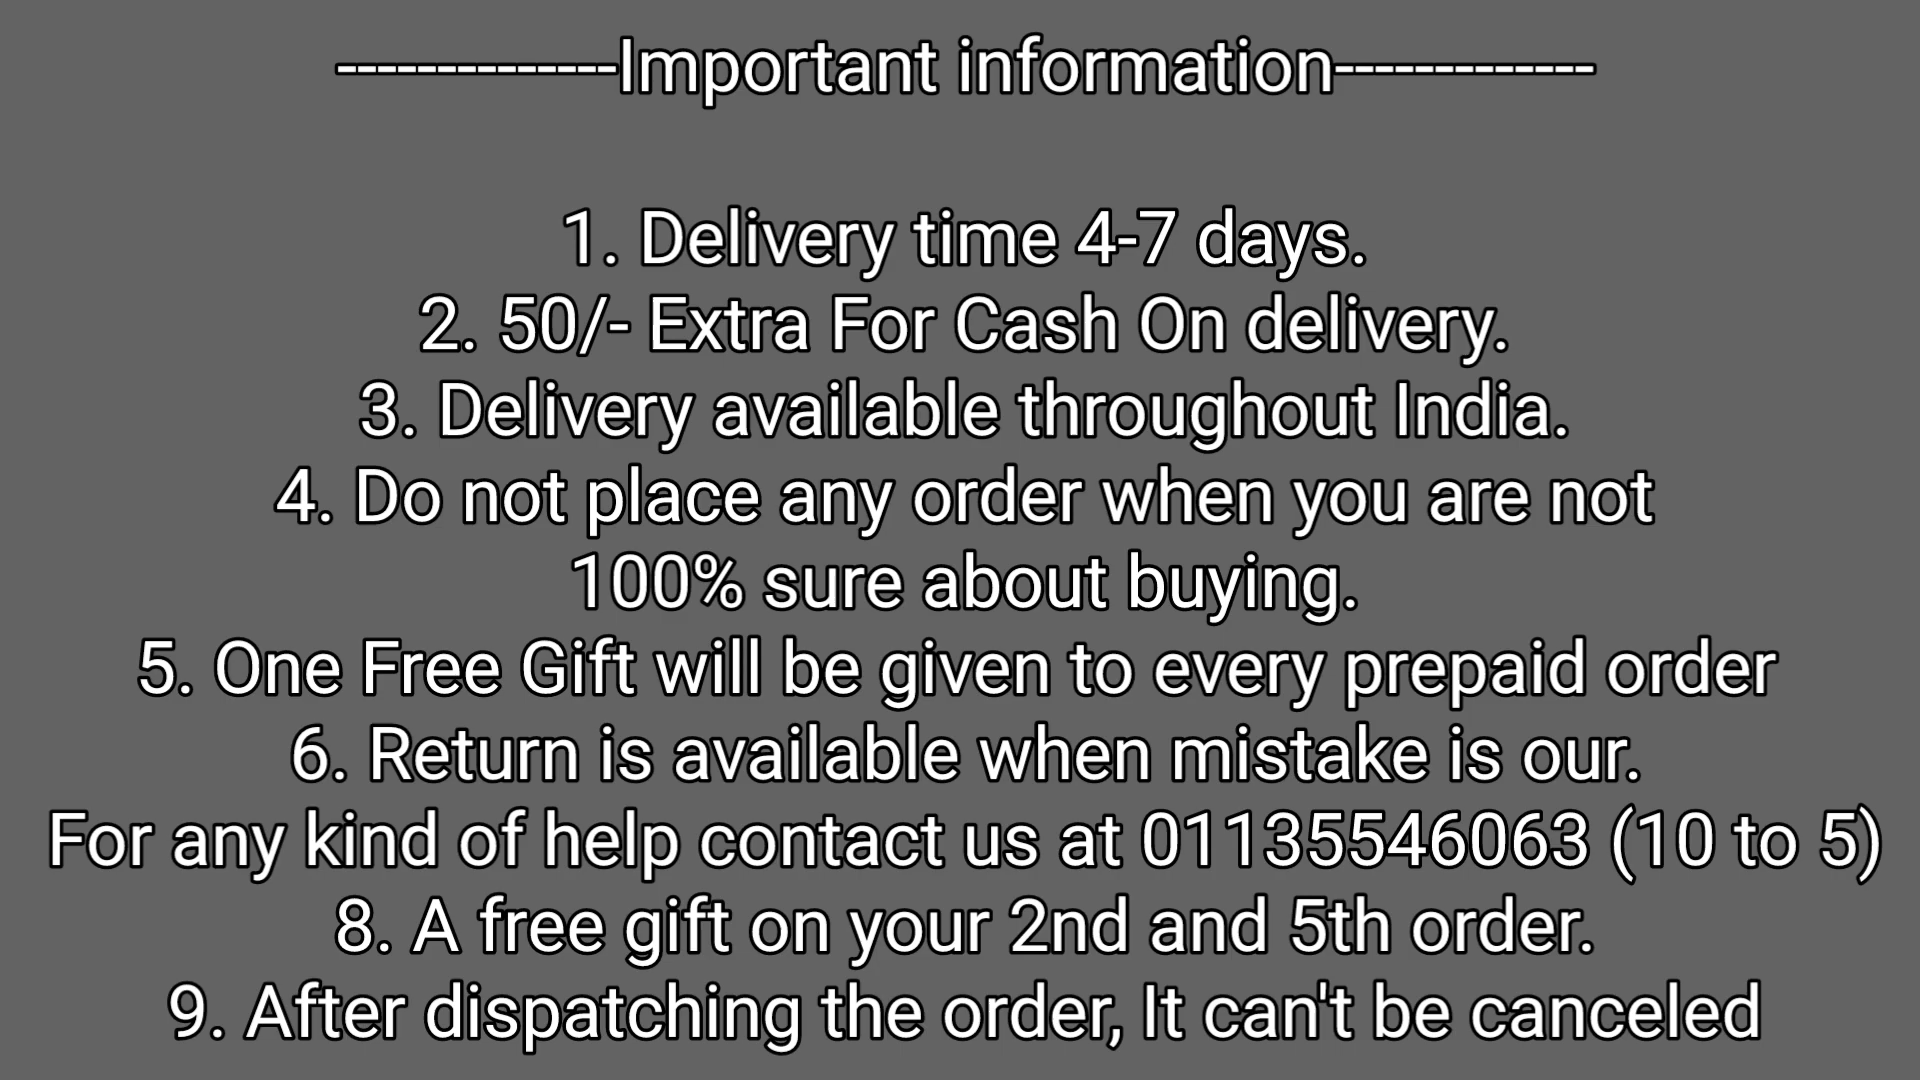 --------------Important information-------------
1. Delivery time 4-7 days.
2. 50/- Extra For Cash On delivery.
3. Delivery available throughout India.
4. Do not place any order when you are not
100% sure about buying.
5. One Free Gift will be given to every prepaid order
6. Return is available when mistake is our.
For any kind of help contact us at 01135546063 (10 to 5)
8. A free gift on your 2nd and 5th order.
9. After dispatching the order, It can't be canceled